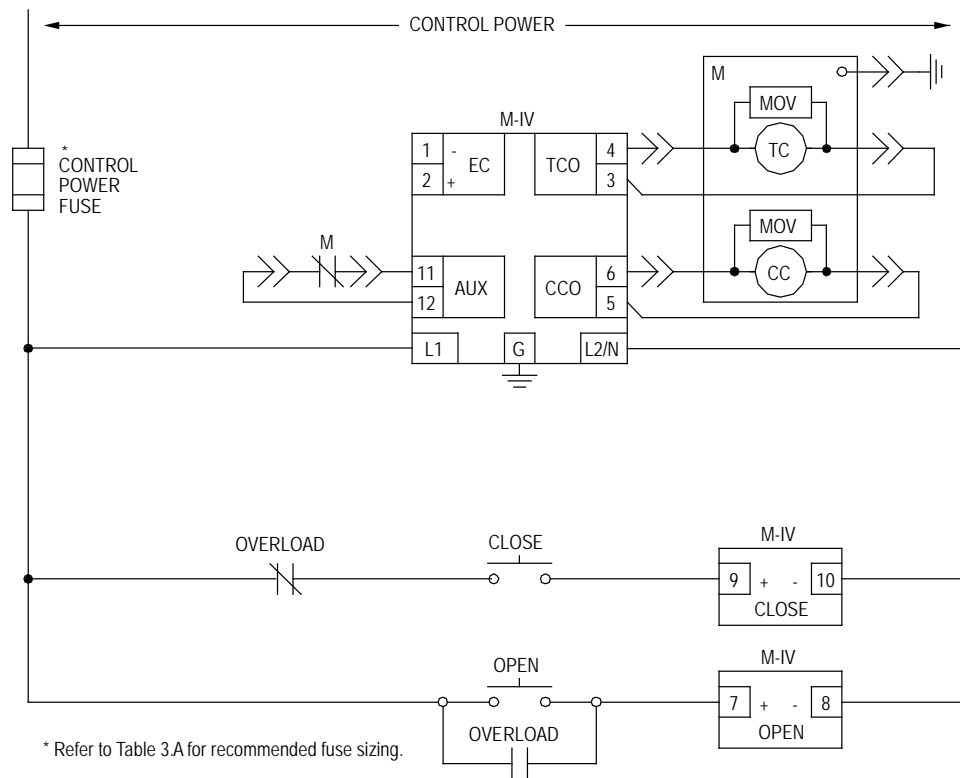 CONTROL POWER
M
MOV
TC
M-IV
*
CONTROL
POWER
FUSE
1 - EC TCO 4
2 + 3
MOV
CC
M
11 AUX CCO 6
12 5
L1 G L2/N
OVERLOAD CLOSE M-IV
9 + - 10
CLOSE
OPEN M-IV
7 + - 8
OVERLOAD OPEN
* Refer to Table 3.A for recommended fuse sizing.